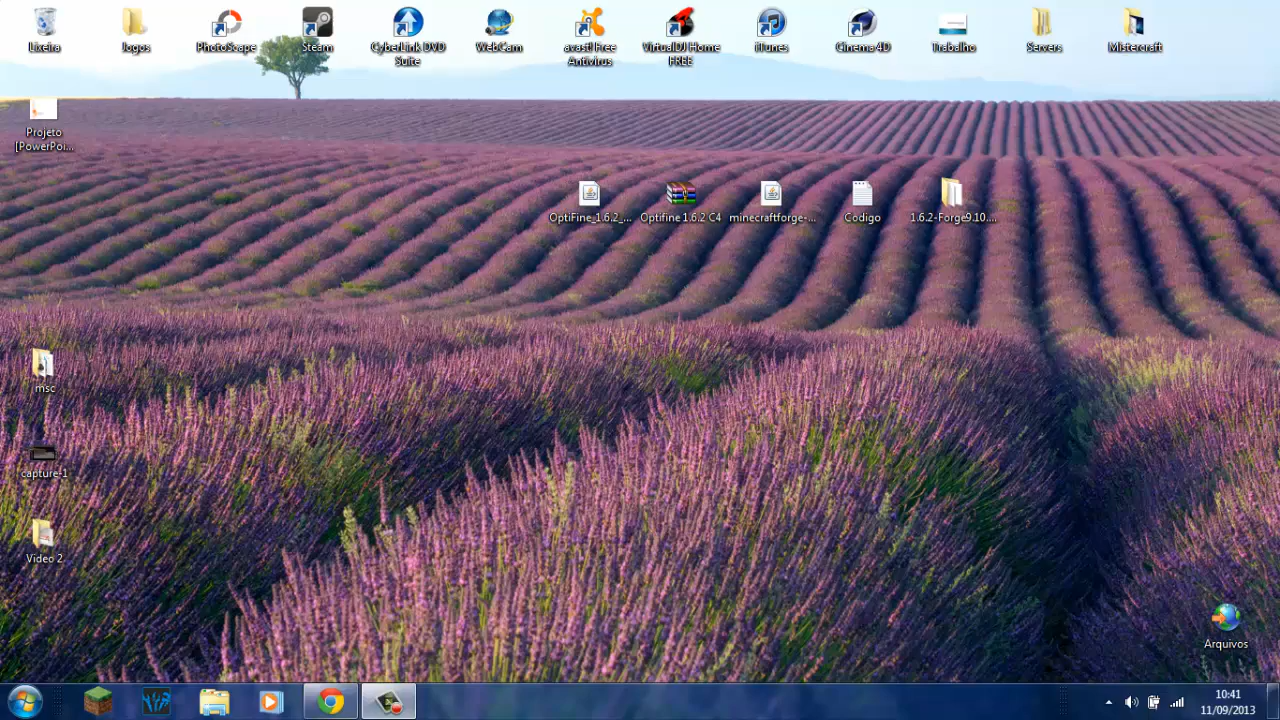 Lixeira
Jogos
PhotoScape
Steam
CyberLink DVD
Suite
WebCam
avast! Free
Antivirus
VirtualDJ Home
FREE
iTunes
Cinema 4D
Trabalho
Servers
Mistercraft
Projeto
[PowerPoi...
OptiFine_1.6.2_...
Optifine 1.6.2 C4
minecraftforge-...
Codigo
1.6.2-Forge9.10....
msc
capture-1
Video 2
Arquivos
10:41
11/09/2013